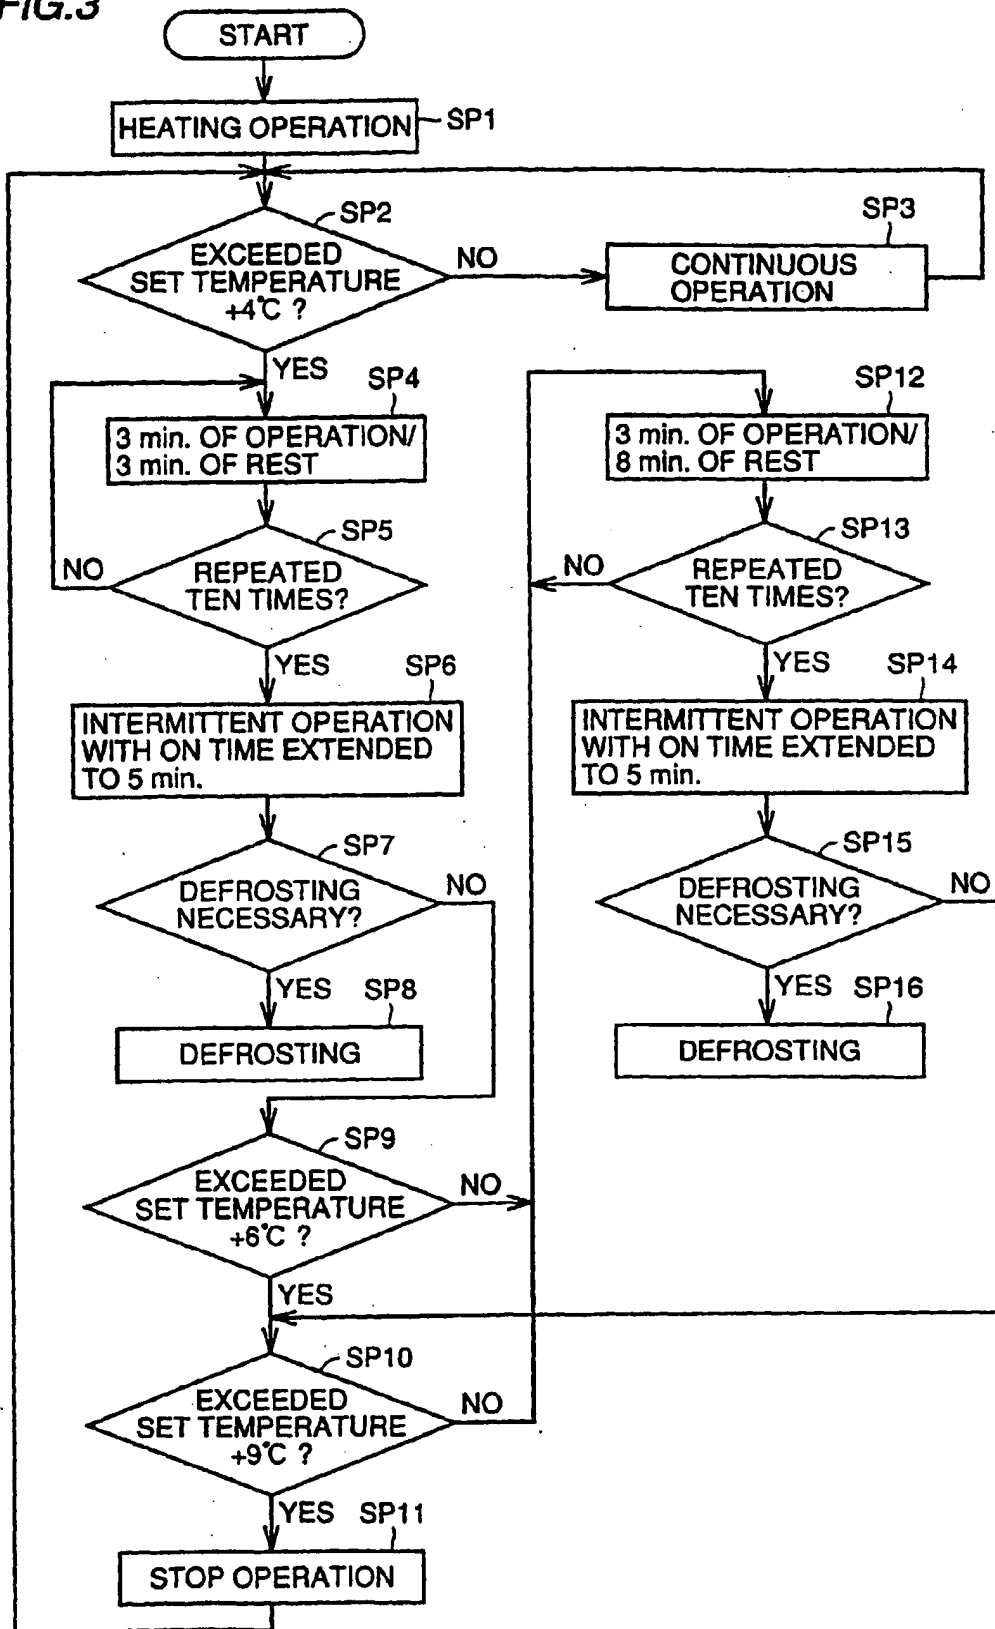 FIG.3
START
HEATING OPERATION
SP1
SP2
EXCEEDED
SET TEMPERATURE
+4°C ?
NO
SP3
CONTINUOUS
OPERATION
YES
SP4
3 min. OF OPERATION/
3 min. OF REST
SP5
REPEATED
TEN TIMES?
NO
YES
SP6
INTERMITTENT OPERATION
WITH ON TIME EXTENDED
TO 5 min.
SP7
DEFROSTING
NECESSARY?
NO
YES
SP8
DEFROSTING
SP9
EXCEEDED
SET TEMPERATURE
+6°C ?
NO
YES
SP10
EXCEEDED
SET TEMPERATURE
+9°C ?
NO
YES
SP11
STOP OPERATION
SP12
3 min. OF OPERATION/
8 min. OF REST
SP13
REPEATED
TEN TIMES?
NO
YES
SP14
INTERMITTENT OPERATION
WITH ON TIME EXTENDED
TO 5 min.
SP15
DEFROSTING
NECESSARY?
NO
YES
SP16
DEFROSTING